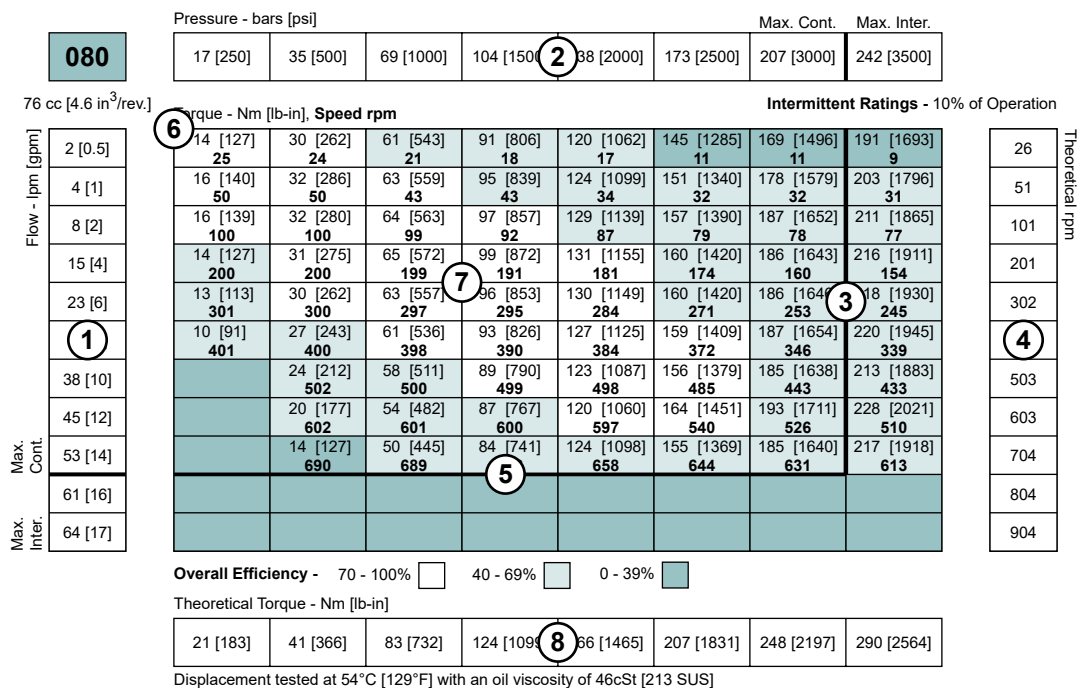 Pressure - bars [psi] Max. Cont. Max. Inter.
080 17 [250] 35 [500] 69 [1000] 104 [150 2 38 [2000] 173 [2500] 207 [3000] 242 [3500]
76 cc [4.6 in³/rev.] 6 Torque - Nm [lb-in], Speed rpm Intermittent Ratings - 10% of Operation
Flow - lpm [gpm]
Theoretical rpm
2 [0.5] 14 [127] 30 [262] 61 [543] 91 [806] 120 [1062] 145 [1285] 169 [1496] 191 [1693] 26
25 24 21 18 17 11 11 9
4 [1] 16 [140] 32 [286] 63 [559] 95 [839] 124 [1099] 151 [1340] 178 [1579] 203 [1796] 51
50 50 43 43 34 32 32 31
8 [2] 16 [139] 32 [280] 64 [563] 97 [857] 129 [1139] 157 [1390] 187 [1652] 211 [1865] 101
100 100 99 92 87 79 78 77
15 [4] 14 [127] 31 [275] 65 [572] 99 [872] 131 [1155] 160 [1420] 186 [1643] 216 [1911] 201
200 200 199 7 191 181 174 160 154
23 [6] 13 [113] 30 [262] 63 [557] 96 [853] 130 [1149] 160 [1420] 186 [164 3 18 [1930] 302
301 300 297 295 284 271 253 245
1 10 [91] 27 [243] 61 [536] 93 [826] 127 [1125] 159 [1409] 187 [1654] 220 [1945] 4
401 400 398 390 384 372 346 339
38 [10] 24 [212] 58 [511] 89 [790] 123 [1087] 156 [1379] 185 [1638] 213 [1883] 503
502 500 499 498 485 443 433
45 [12] 20 [177] 54 [482] 87 [767] 120 [1060] 164 [1451] 193 [1711] 228 [2021] 603
602 601 600 597 540 526 510
Max. Cont. 53 [14] 14 [127] 50 [445] 84 [741] 124 [1098] 155 [1369] 185 [1640] 217 [1918] 704
690 689 5 658 644 631 613
61 [16] 804
Max. Inter. 64 [17] 904
Overall Efficiency - 70 - 100% 40 - 69% 0 - 39%
Theoretical Torque - Nm [lb-in]
21 [183] 41 [366] 83 [732] 124 [109 8 66 [1465] 207 [1831] 248 [2197] 290 [2564]
Displacement tested at 54°C [129°F] with an oil viscosity of 46cSt [213 SUS]